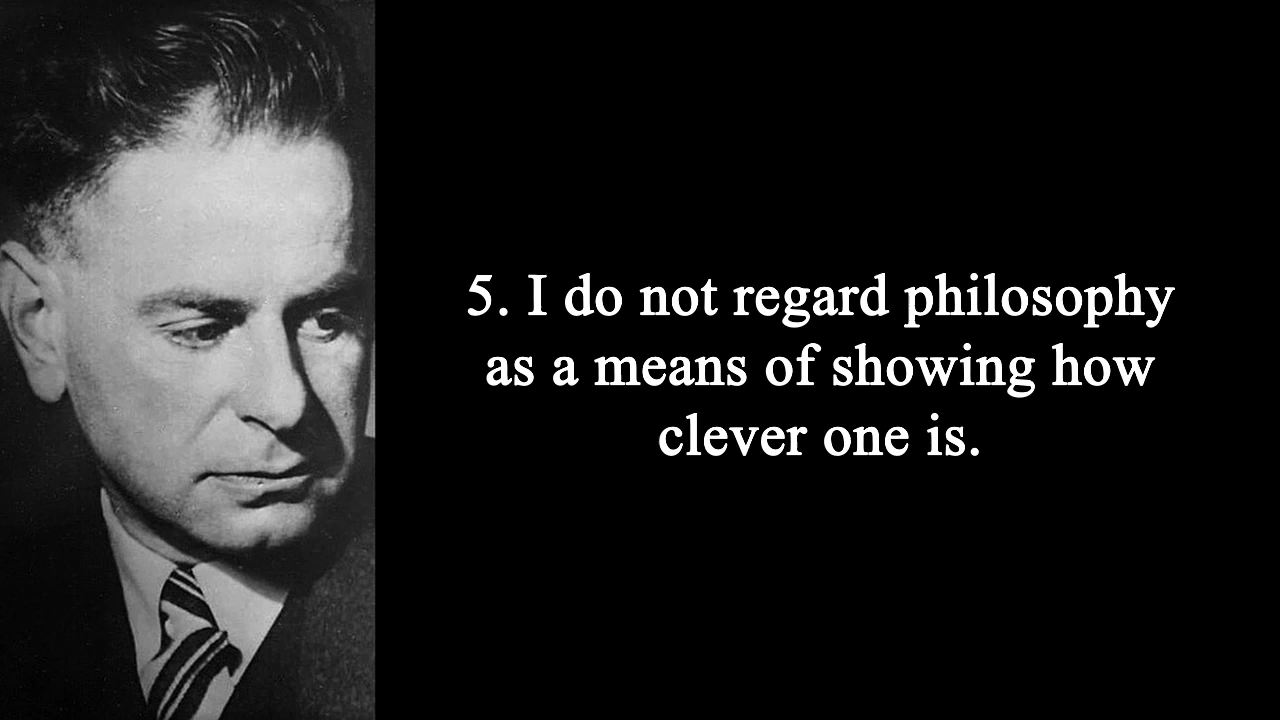 5. I do not regard philosophy
as a means of showing how
clever one is.